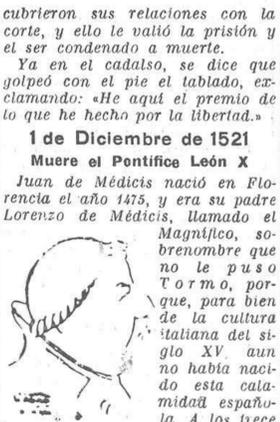 cubrieron sus relaciones con la
corte, y ello le valió la prisión y
el ser condenado a muerte.
Ya en el cadalso, se dice que
golpeó con el pie el tablado, ex-
clamando: «He aquí el premio de
lo que he hecho por la libertad.»
1 de Diciembre de 1521
Muere el Pontífice León X
Juan de Médicis nació en Flo-
rencia el año 1475, y era su padre
Lorenzo de Médicis, llamado el
Magnífico, so-
brenombre que
no le puso
Tormo, por-
que, para bien
de la cultura
italiana del si-
glo XV, aun
no había naci-
do esta cala-
midad españo-
la. A los trece